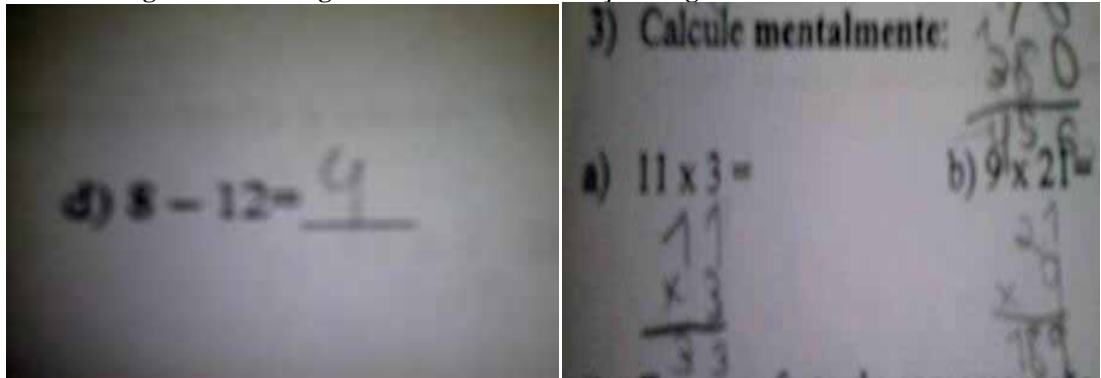 d) 8 – 12= 4
3) Calcule mentalmente:
a) 11 x 3 =
11
x 3
33
b) 9 x 21=
21
x 9
189